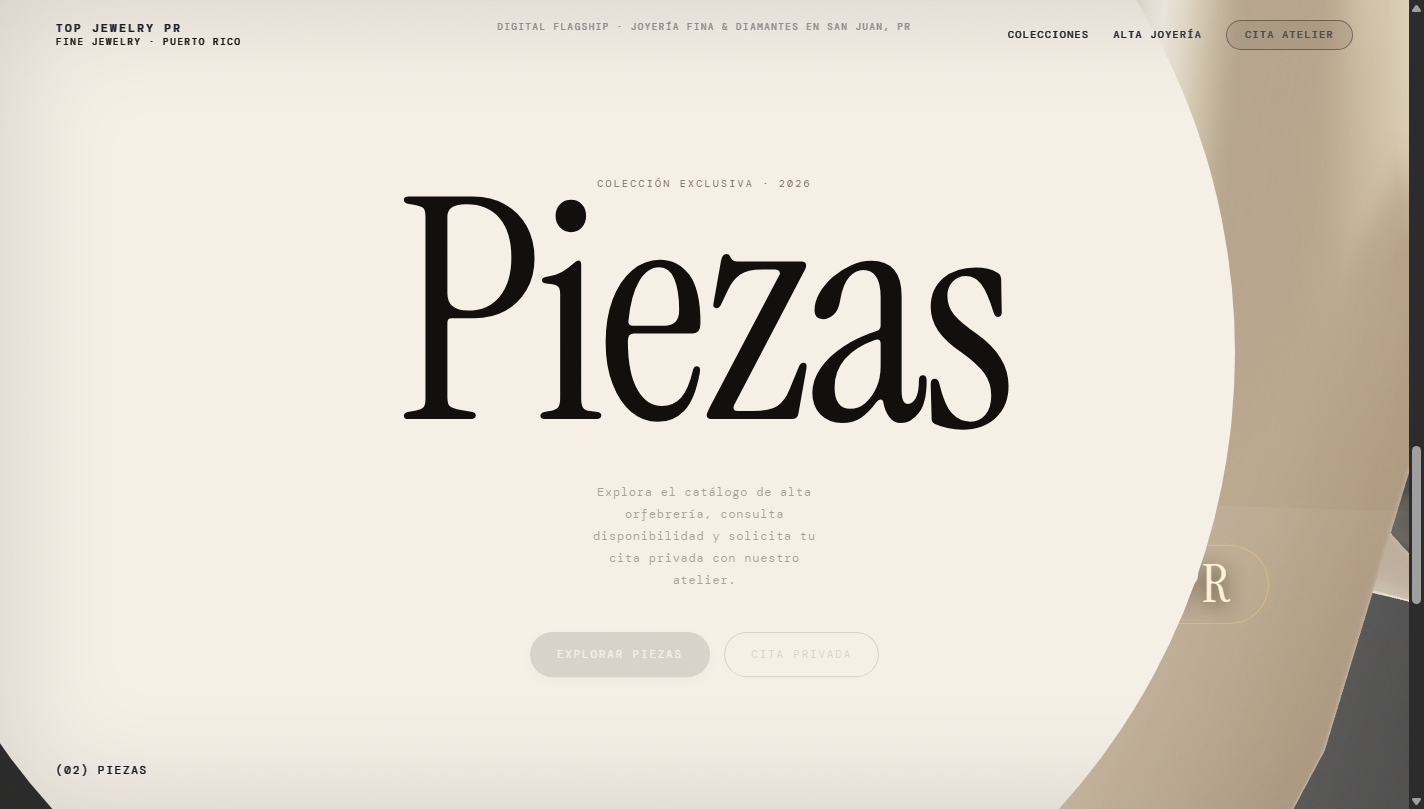 TOP JEWELRY PR
FINE JEWELRY · PUERTO RICO
DIGITAL FLAGSHIP · JOYERÍA FINA & DIAMANTES EN SAN JUAN, PR
COLECCIONES
ALTA JOYERÍA
CITA ATELIER
COLECCIÓN EXCLUSIVA · 2026
Piezas
Explora el catálogo de alta
orfebrería, consulta
disponibilidad y solicita tu
cita privada con nuestro
atelier.
R
EXPLORAR PIEZAS
CITA PRIVADA
(02) PIEZAS